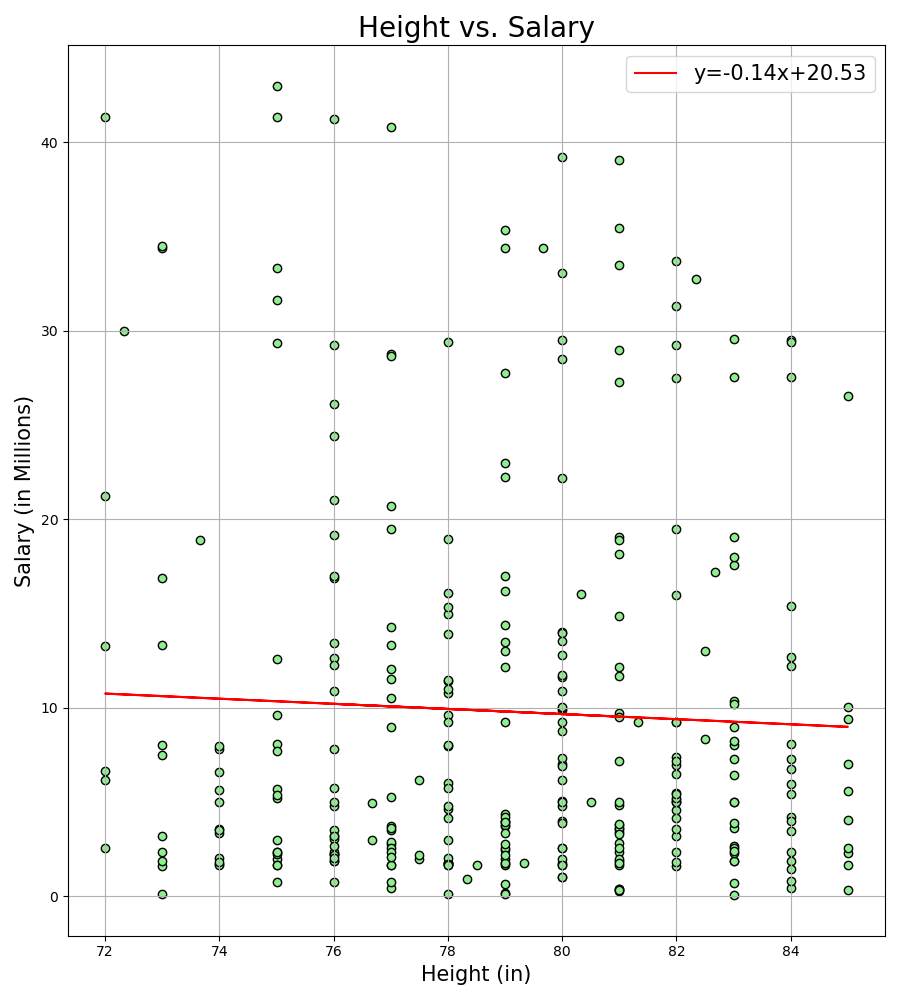 Height vs. Salary
y=-0.14x+20.53
40
30
20
10
0
Salary (in Millions)
72 74 76 78 80 82 84
Height (in)